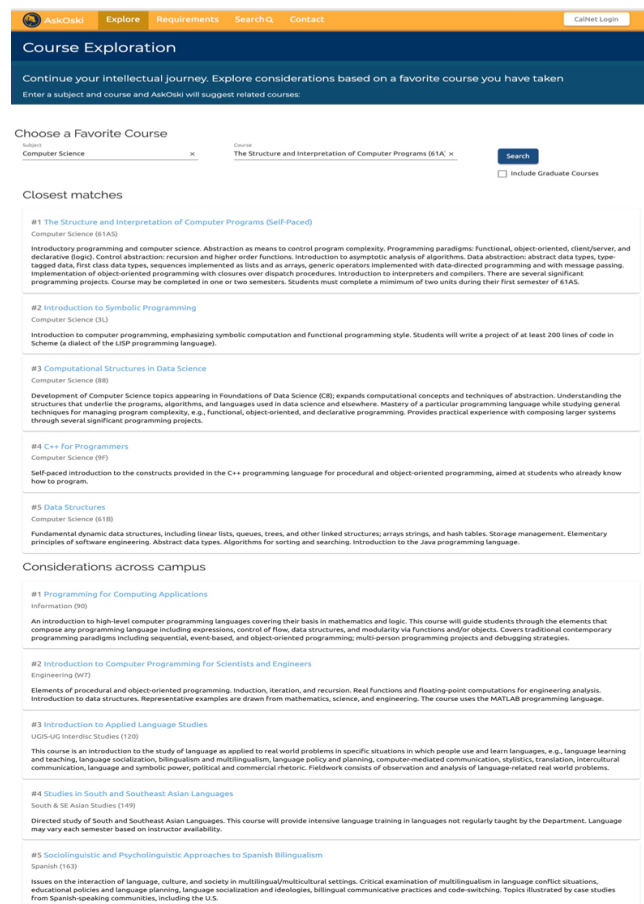 AskOski Explore Requirements Search Contact CalNet Login
Course Exploration
Continue your intellectual journey. Explore considerations based on a favorite course you have taken
Enter a subject and course and AskOski will suggest related courses:
Choose a Favorite Course
Subject Course
Computer Science × The Structure and Interpretation of Computer Programs (61A) × Search
Include Graduate Courses
Closest matches
#1 The Structure and Interpretation of Computer Programs (Self-Paced)
Computer Science (61AS)
Introductory programming and computer science. Abstraction as means to control program complexity. Programming paradigms: functional, object-oriented, client/server, and
declarative (logic). Control abstraction: recursion and higher order functions. Introduction to asymptotic analysis of algorithms. Data abstraction: abstract data types, type-
tagged data, first class data types, sequences implemented as lists and as arrays, generic operators implemented with data-directed programming and with message passing.
Implementation of object-oriented programming with closures over dispatch procedures. Introduction to interpreters and compilers. There are several significant
programming projects. Course may be completed in one or two semesters. Students must complete a mimimum of two units during their first semester of 61AS.
#2 Introduction to Symbolic Programming
Computer Science (3L)
Introduction to computer programming, emphasizing symbolic computation and functional programming style. Students will write a project of at least 200 lines of code in
Scheme (a dialect of the LISP programming language).
#3 Computational Structures in Data Science
Computer Science (88)
Development of Computer Science topics appearing in Foundations of Data Science (C8); expands computational concepts and techniques of abstraction. Understanding the
structures that underlie the programs, algorithms, and languages used in data science and elsewhere. Mastery of a particular programming language while studying general
techniques for managing program complexity, e.g., functional, object-oriented, and declarative programming. Provides practical experience with composing larger systems
through several significant programming projects.
#4 C++ for Programmers
Computer Science (9F)
Self-paced introduction to the constructs provided in the C++ programming language for procedural and object-oriented programming, aimed at students who already know
how to program.
#5 Data Structures
Computer Science (61B)
Fundamental dynamic data structures, including linear lists, queues, trees, and other linked structures; arrays strings, and hash tables. Storage management. Elementary
principles of software engineering. Abstract data types. Algorithms for sorting and searching. Introduction to the Java programming language.
Considerations across campus
#1 Programming for Computing Applications
Information (90)
An introduction to high-level computer programming languages covering their basis in mathematics and logic. This course will guide students through the elements that
compose any programming language including expressions, control of flow, data structures, and modularity via functions and/or objects. Covers traditional contemporary
programming paradigms including sequential, event-based, and object-oriented programming; multi-person programming projects and debugging strategies.
#2 Introduction to Computer Programming for Scientists and Engineers
Engineering (W7)
Elements of procedural and object-oriented programming. Induction, iteration, and recursion. Real functions and floating-point computations for engineering analysis.
Introduction to data structures. Representative examples are drawn from mathematics, science, and engineering. The course uses the MATLAB programming language.
#3 Introduction to Applied Language Studies
UGIS-UG Interdisc Studies (120)
This course is an introduction to the study of language as applied to real world problems in specific situations in which people use and learn languages, e.g., language learning
and teaching, language socialization, bilingualism and multilingualism, language policy and planning, computer-mediated communication, stylistics, translation, intercultural
communication, language and symbolic power, political and commercial rhetoric. Fieldwork consists of observation and analysis of language-related real world problems.
#4 Studies in South and Southeast Asian Languages
South & SE Asian Studies (149)
Directed study of South and Southeast Asian Languages. This course will provide intensive language training in languages not regularly taught by the Department. Language
may vary each semester based on instructor availability.
#5 Sociolinguistic and Psycholinguistic Approaches to Spanish Bilingualism
Spanish (163)
Issues on the interaction of language, culture, and society in multilingual/multicultural settings. Critical examination of multilingualism in language conflict situations,
educational policies and language planning, language socialization and ideologies, billingual communicative practices and code-switching. Topics illustrated by case studies
from Spanish-speaking communities, including the U.S.